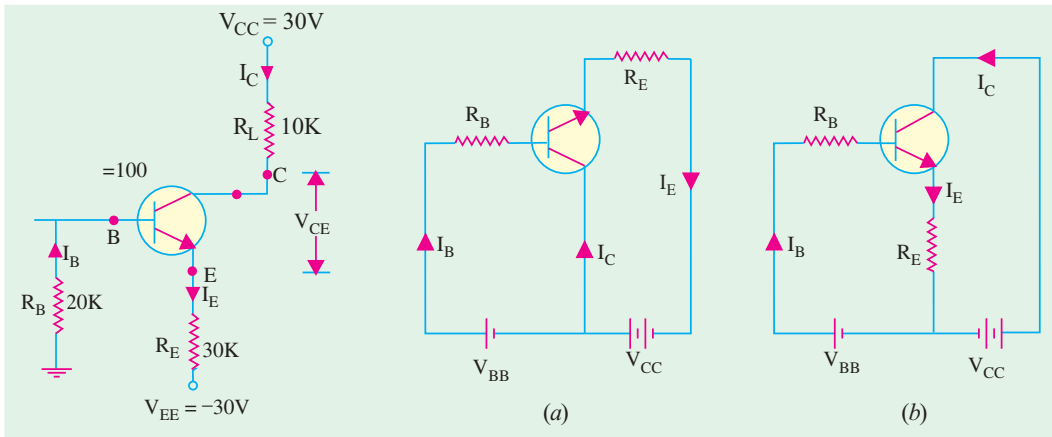 V_CC = 30V
I_C
R_L 10K
C
=100
V_CE
B
I_B
E
I_E
R_B 20K
R_E 30K
V_EE = −30V
R_E
R_B
I_E
I_B
I_C
V_BB
V_CC
(a)
I_C
R_B
I_E
I_B
R_E
V_BB
V_CC
(b)